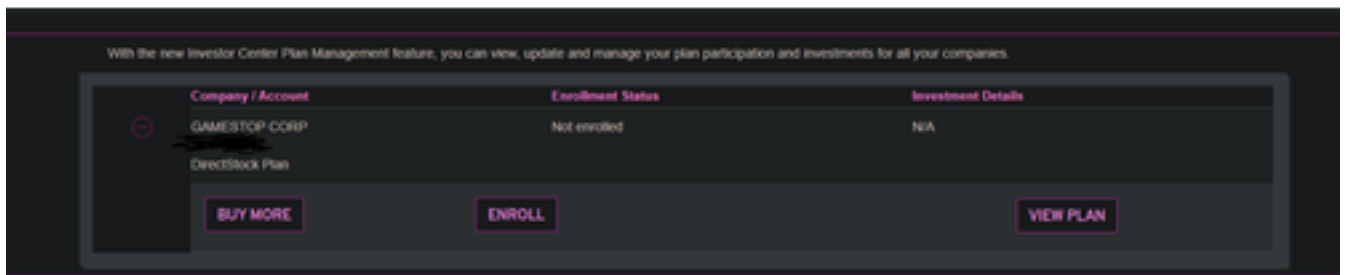 With the new Investor Center Plan Management feature, you can view, update and manage your plan participation and investments for all your companies.
Company / Account Enrollment Status Investment Details
GAMESTOP CORP Not enrolled N/A
DirectStock Plan
BUY MORE ENROLL VIEW PLAN